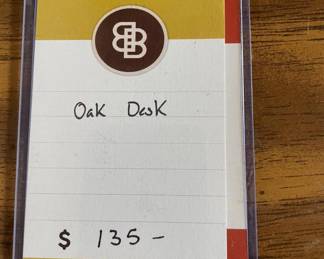 Oak Desk
$ 135 –